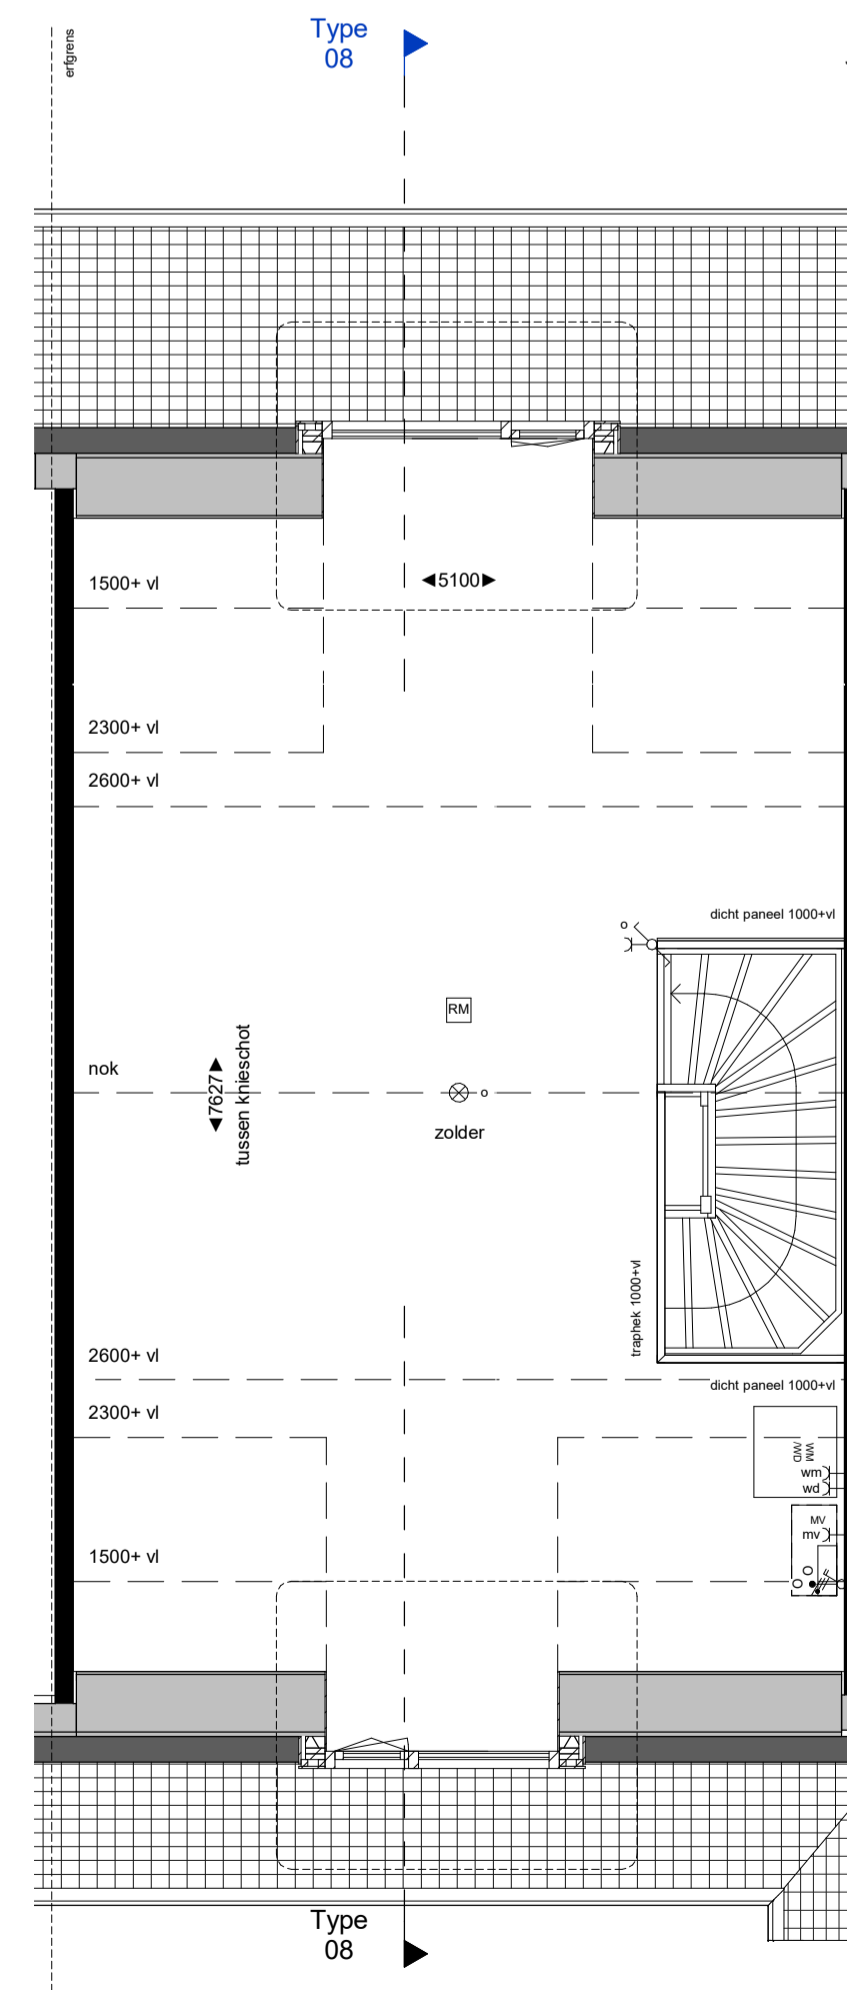 erfgrens
Type
08
1500+ vl
5100
2300+ vl
2600+ vl
dicht paneel 1000+vl
o
RM
nok
7627
tussen knieschot
o
zolder
traphek 1000+vl
2600+ vl
dicht paneel 1000+vl
2300+ vl
WM
/WD
wm
wd
MV
mv
1500+ vl
Type
08